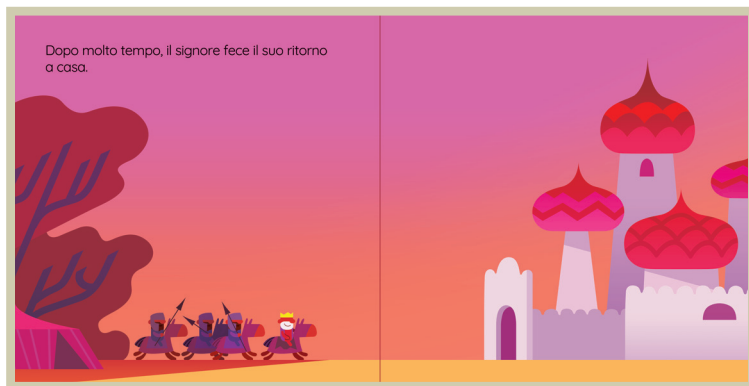 Dopo molto tempo, il signore fece il suo ritorno
a casa.